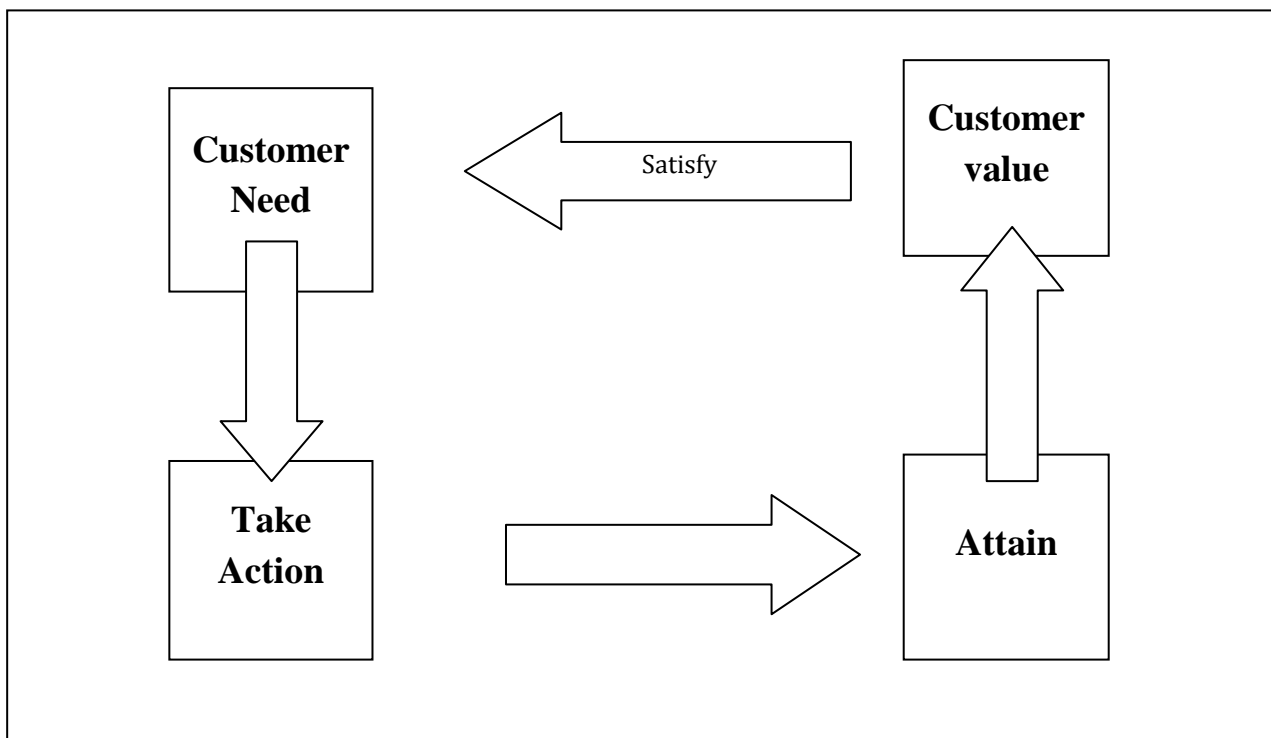 Customer
Need
Satisfy
Customer
value
Take
Action
Attain